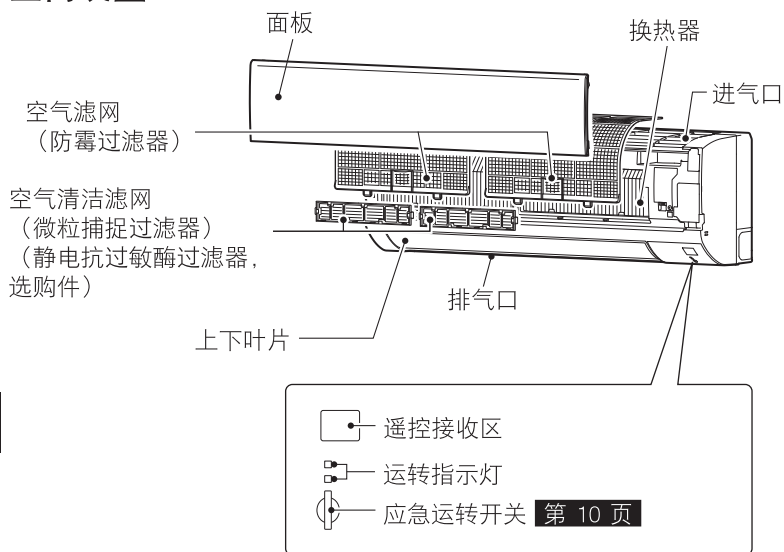 面板
换热器
进气口
空气滤网
（防霉过滤器）
空气清洁滤网
（微粒捕捉过滤器）
（静电抗过敏酶过滤器，
选购件）
排气口
上下叶片
遥控接收区
运转指示灯
应急运转开关 第 10 页